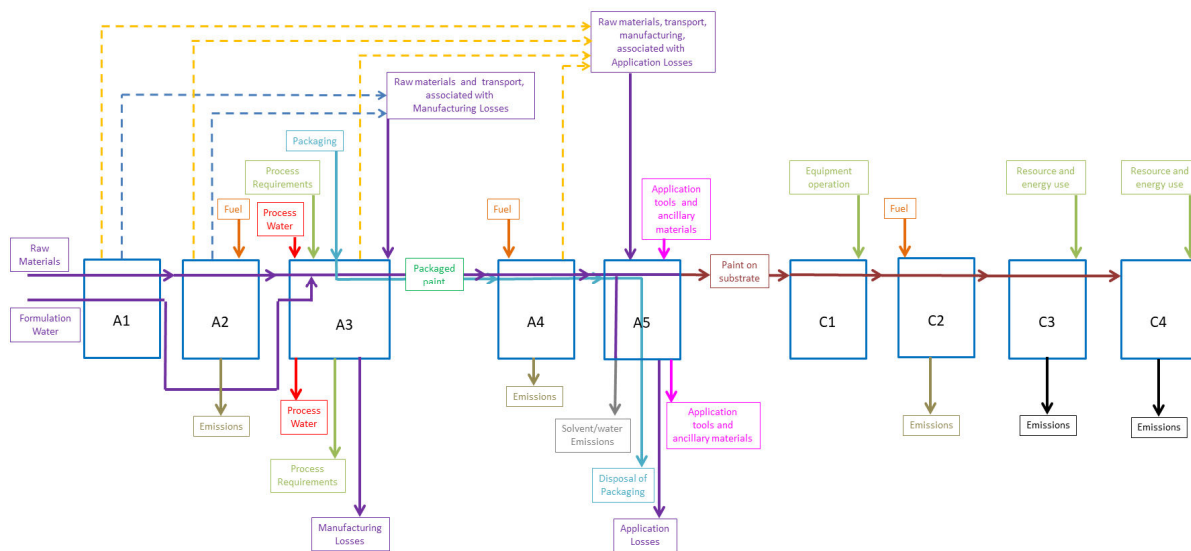 Raw materials, transport,
manufacturing,
associated with
Application Losses
Raw materials and transport,
associated with
Manufacturing Losses
Packaging
Process
Requirements
Equipment
operation
Resource and
energy use
Resource and
energy use
Application
tools and
ancillary
materials
Fuel
Process
Water
Fuel
Fuel
Raw
Materials
Packaged
paint
Paint on
substrate
Formulation
Water
A1
A2
A3
A4
A5
C1
C2
C3
C4
Emissions
Process
Water
Emissions
Solvent/water
Emissions
Application
tools and
ancillary materials
Emissions
Emissions
Emissions
Process
Requirements
Disposal of
Packaging
Manufacturing
Losses
Application
Losses